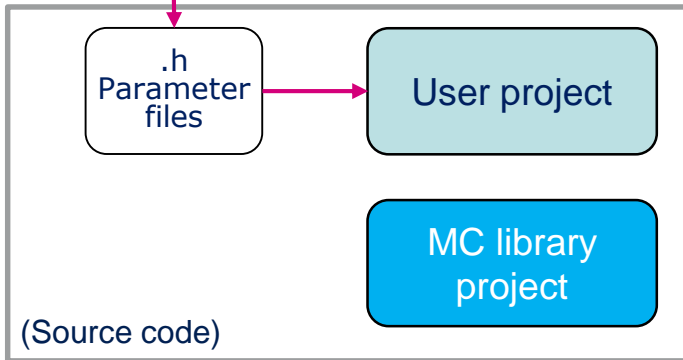 .h
Parameter
files
User project
MC library
project
(Source code)